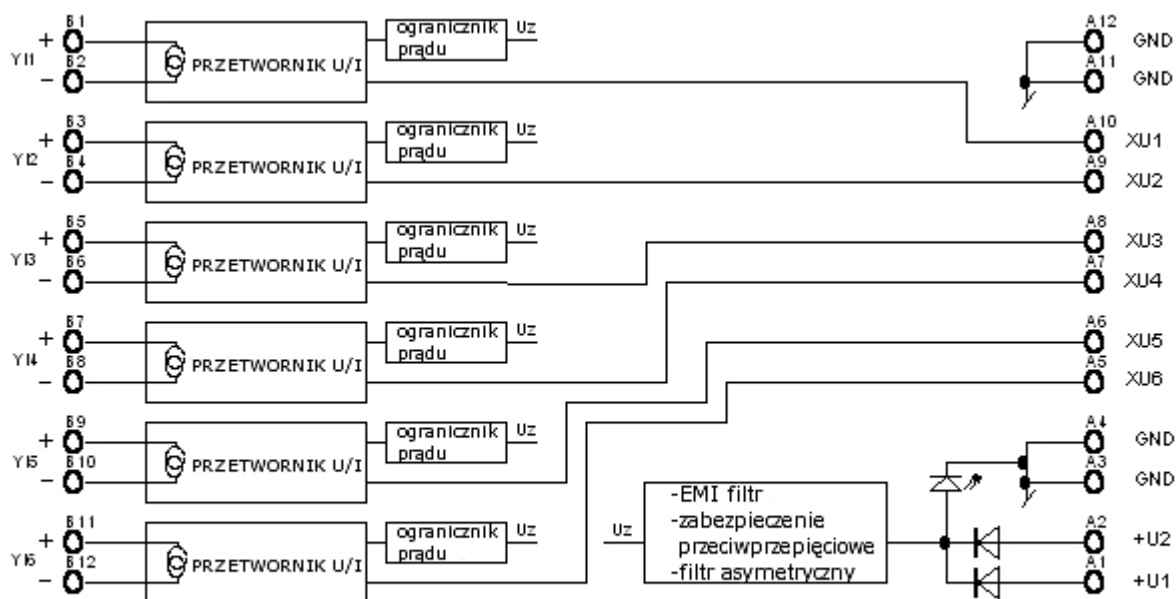 B1 ogranicznik Uz A12
+ prądu GND
YI1 PRZETWORNIK U/I
B2 A11
- GND
B3 ogranicznik Uz A10
+ prądu XU1
YI2 PRZETWORNIK U/I
B4 A9
- XU2
B5 ogranicznik Uz A8
+ prądu XU3
YI3 PRZETWORNIK U/I
B6 A7
- XU4
B7 ogranicznik Uz A6
+ prądu XU5
YI4 PRZETWORNIK U/I
B8 A5
- XU6
B9 ogranicznik Uz A4
+ prądu GND
YI5 PRZETWORNIK U/I
B10 A3
- GND
B11 ogranicznik Uz A2
+ prądu +U2
YI6 PRZETWORNIK U/I
B12 A1
- +U1
Uz
-EMI filtr
-zabezpieczenie
przeciwprzepięciowe
-filtr asymetryczny